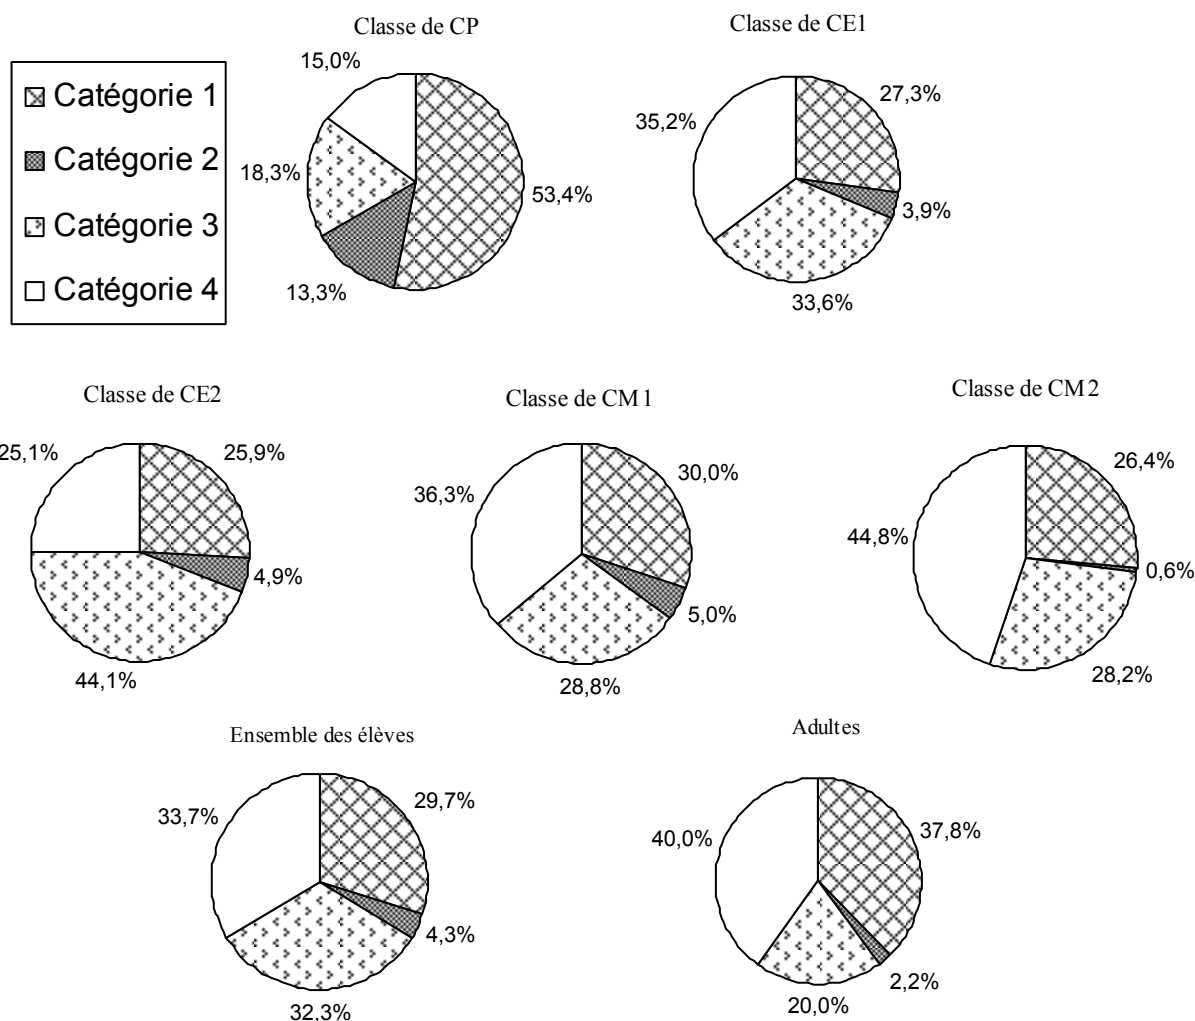 Classe de CP
Classe de CE1
Catégorie 1
Catégorie 2
Catégorie 3
Catégorie 4
15,0%
18,3%
53,4%
13,3%
27,3%
35,2%
3,9%
33,6%
Classe de CE2
Classe de CM1
Classe de CM2
25,1%
25,9%
4,9%
44,1%
36,3%
30,0%
5,0%
28,8%
26,4%
44,8%
0,6%
28,2%
Ensemble des élèves
Adultes
33,7%
29,7%
4,3%
32,3%
40,0%
37,8%
2,2%
20,0%